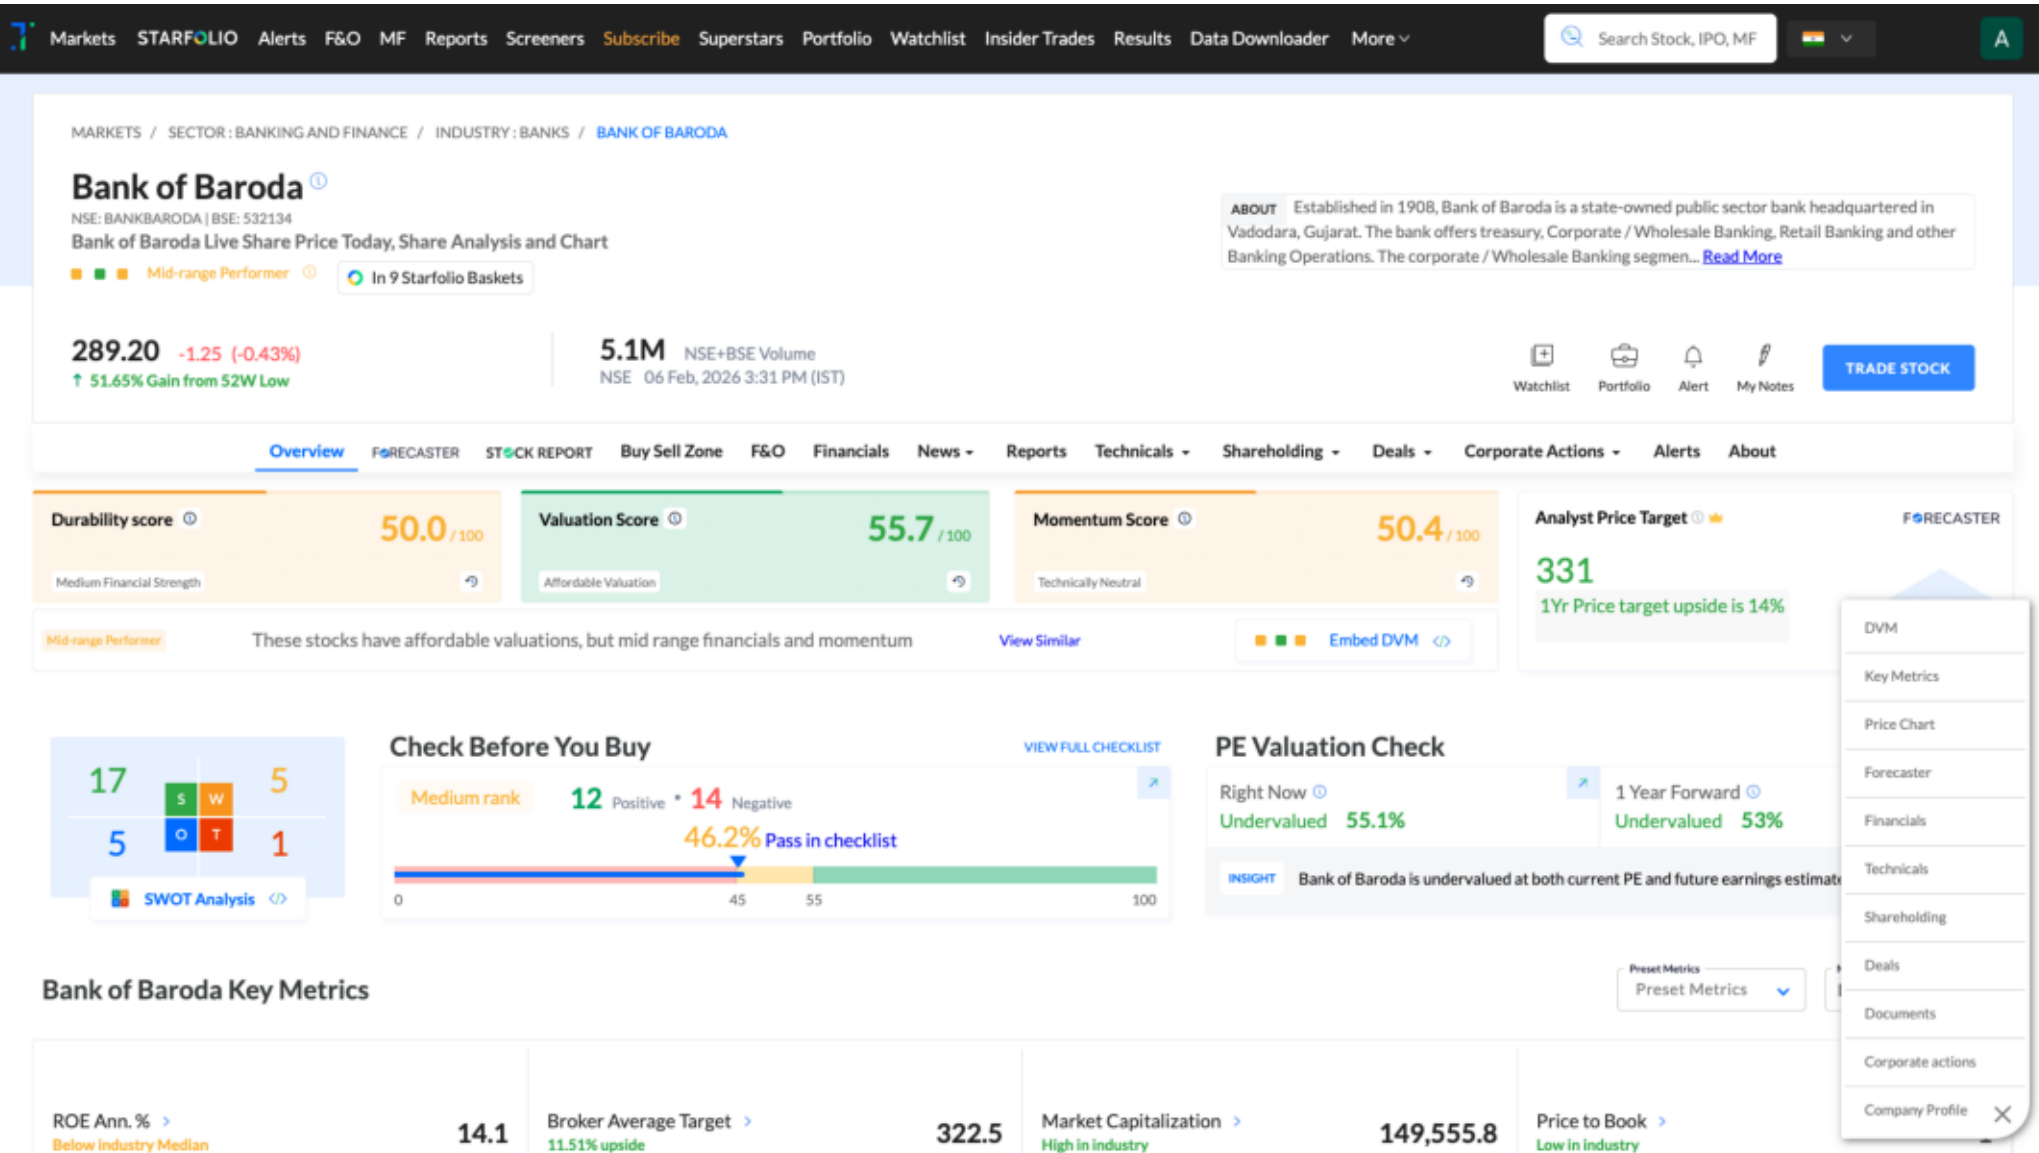 Markets STARFOLIO Alerts F&O MF Reports Screeners Subscribe Superstars Portfolio Watchlist Insider Trades Results Data Downloader More Search Stock, IPO, MF A
MARKETS / SECTOR : BANKING AND FINANCE / INDUSTRY : BANKS / BANK OF BARODA
Bank of Baroda
NSE: BANKBARODA | BSE: 532134
Bank of Baroda Live Share Price Today, Share Analysis and Chart
Mid-range Performer In 9 Starfolio Baskets
ABOUT Established in 1908, Bank of Baroda is a state-owned public sector bank headquartered in
Vadodara, Gujarat. The bank offers treasury, Corporate / Wholesale Banking, Retail Banking and other
Banking Operations. The corporate / Wholesale Banking segmen... Read More
289.20 -1.25 (-0.43%)
↑ 51.65% Gain from 52W Low
5.1M NSE+BSE Volume
NSE 06 Feb, 2026 3:31 PM (IST)
Watchlist Portfolio Alert My Notes TRADE STOCK
Overview FORECASTER STOCK REPORT Buy Sell Zone F&O Financials News Reports Technicals Shareholding Deals Corporate Actions Alerts About
Durability score 50.0 / 100
Medium Financial Strength
Valuation Score 55.7 / 100
Affordable Valuation
Momentum Score 50.4 / 100
Technically Neutral
Analyst Price Target FORECASTER
331
1Yr Price target upside is 14%
Mid-range Performer These stocks have affordable valuations, but mid range financials and momentum View Similar Embed DVM </>
17 S W 5
5 O T 1
SWOT Analysis </>
Check Before You Buy VIEW FULL CHECKLIST
Medium rank 12 Positive • 14 Negative
46.2% Pass in checklist
0 45 55 100
PE Valuation Check
Right Now
Undervalued 55.1%
1 Year Forward
Undervalued 53%
INSIGHT Bank of Baroda is undervalued at both current PE and future earnings estimate
Bank of Baroda Key Metrics
Preset Metrics
Preset Metrics
ROE Ann. % 14.1
Below industry Median
Broker Average Target 322.5
11.51% upside
Market Capitalization 149,555.8
High in industry
Price to Book
Low in industry
DVM
Key Metrics
Price Chart
Forecaster
Financials
Technicals
Shareholding
Deals
Documents
Corporate actions
Company Profile